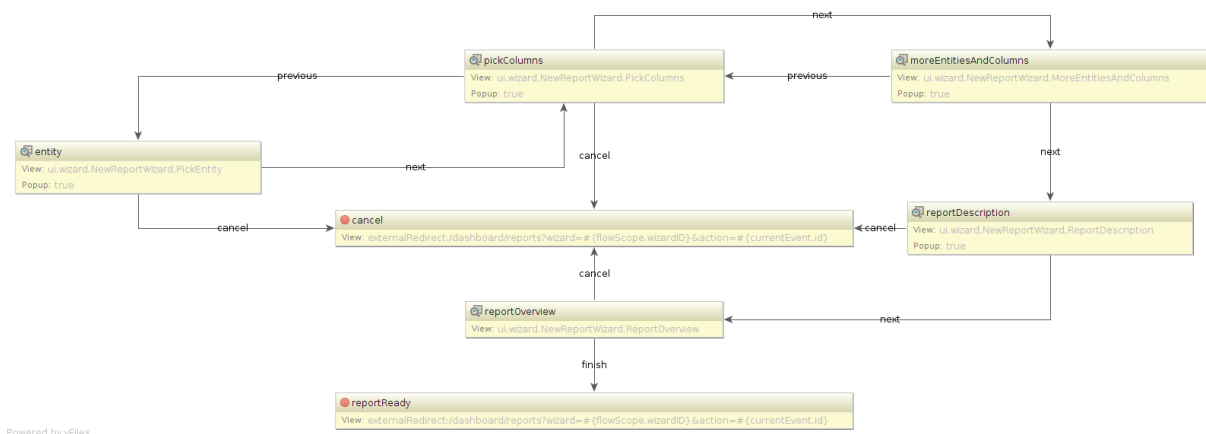 next
pickColumns
View: ui.wizard.NewReportWizard.PickColumns
Popup: true
moreEntitiesAndColumns
View: ui.wizard.NewReportWizard.MoreEntitiesAndColumns
Popup: true
previous
previous
entity
View: ui.wizard.NewReportWizard.PickEntity
Popup: true
next
cancel
next
cancel
cancel
View: externalRedirect:/dashboard/reports?wizard=#{flowScope.wizardID}&action=#{currentEvent.id}
cancel
reportDescription
View: ui.wizard.NewReportWizard.ReportDescription
Popup: true
cancel
reportOverview
View: ui.wizard.NewReportWizard.ReportOverview
next
finish
reportReady
View: externalRedirect:/dashboard/reports?wizard=#{flowScope.wizardID}&action=#{currentEvent.id}
Powered by yFiles